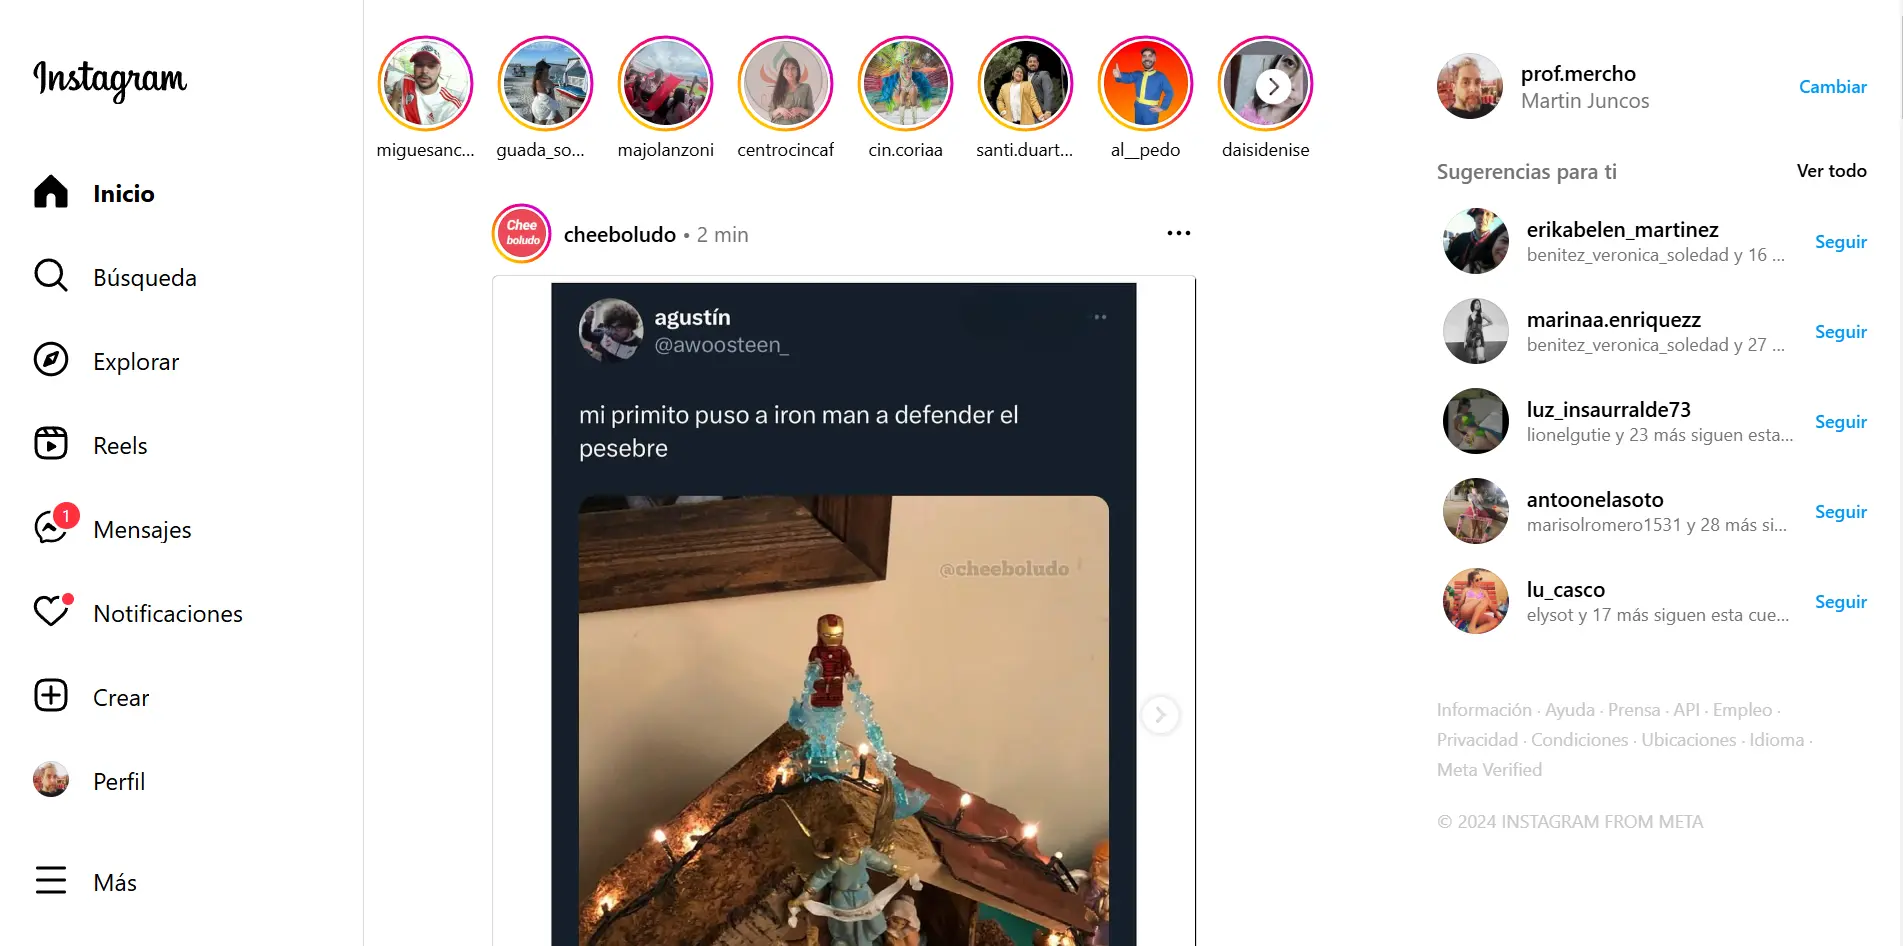 Instagram
Inicio
Búsqueda
Explorar
Reels
1
Mensajes
Notificaciones
Crear
Perfil
Más
miguesanc...
guada_so...
majolanzoni
centrocincaf
cin.coriaa
santi.duart...
al__pedo
daisidenise
Chee
boludo
cheeboludo • 2 min
agustín
@awoosteen_
mi primito puso a iron man a defender el
pesebre
@cheeboludo
prof.mercho
Martin Juncos
Cambiar
Sugerencias para ti
Ver todo
erikabelen_martinez
benitez_veronica_soledad y 16 ...
Seguir
marinaa.enriquezz
benitez_veronica_soledad y 27 ...
Seguir
luz_insaurralde73
lionelgutie y 23 más siguen esta...
Seguir
antoonelasoto
marisolromero1531 y 28 más si...
Seguir
lu_casco
elysot y 17 más siguen esta cue...
Seguir
Información · Ayuda · Prensa · API · Empleo ·
Privacidad · Condiciones · Ubicaciones · Idioma ·
Meta Verified
© 2024 INSTAGRAM FROM META